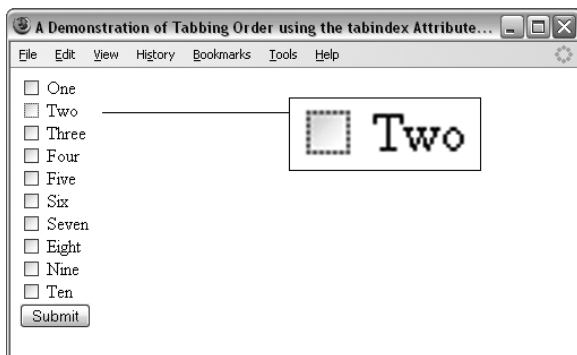 A Demonstration of Tabbing Order using the tabindex Attribute...
File Edit View History Bookmarks Tools Help
One
Two
Two
Three
Four
Five
Six
Seven
Eight
Nine
Ten
Submit